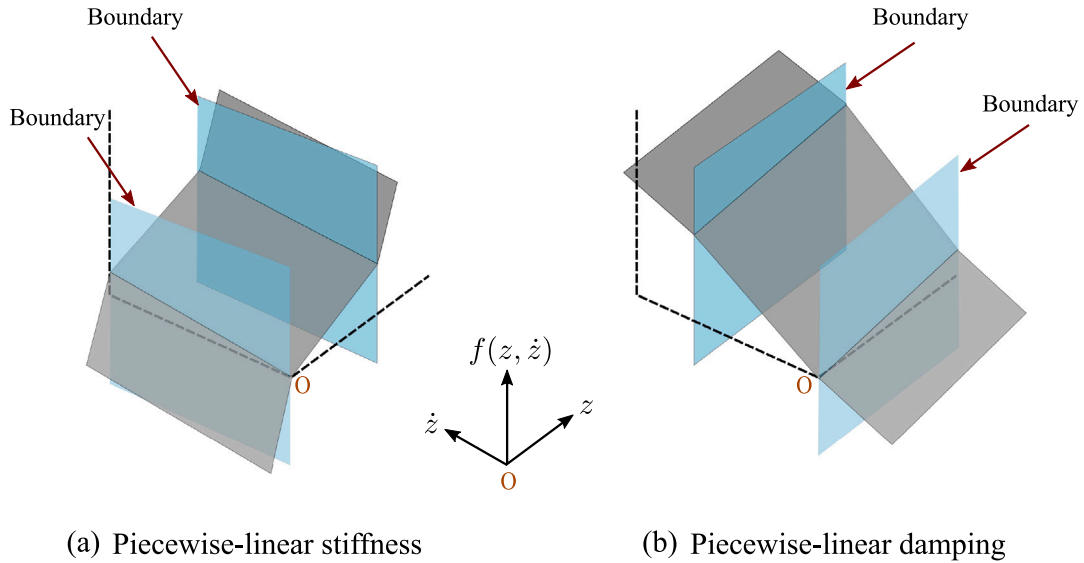 Boundary
Boundary
O
(a) Piecewise-linear stiffness
f(z, ż)
ż
z
O
Boundary
Boundary
O
(b) Piecewise-linear damping